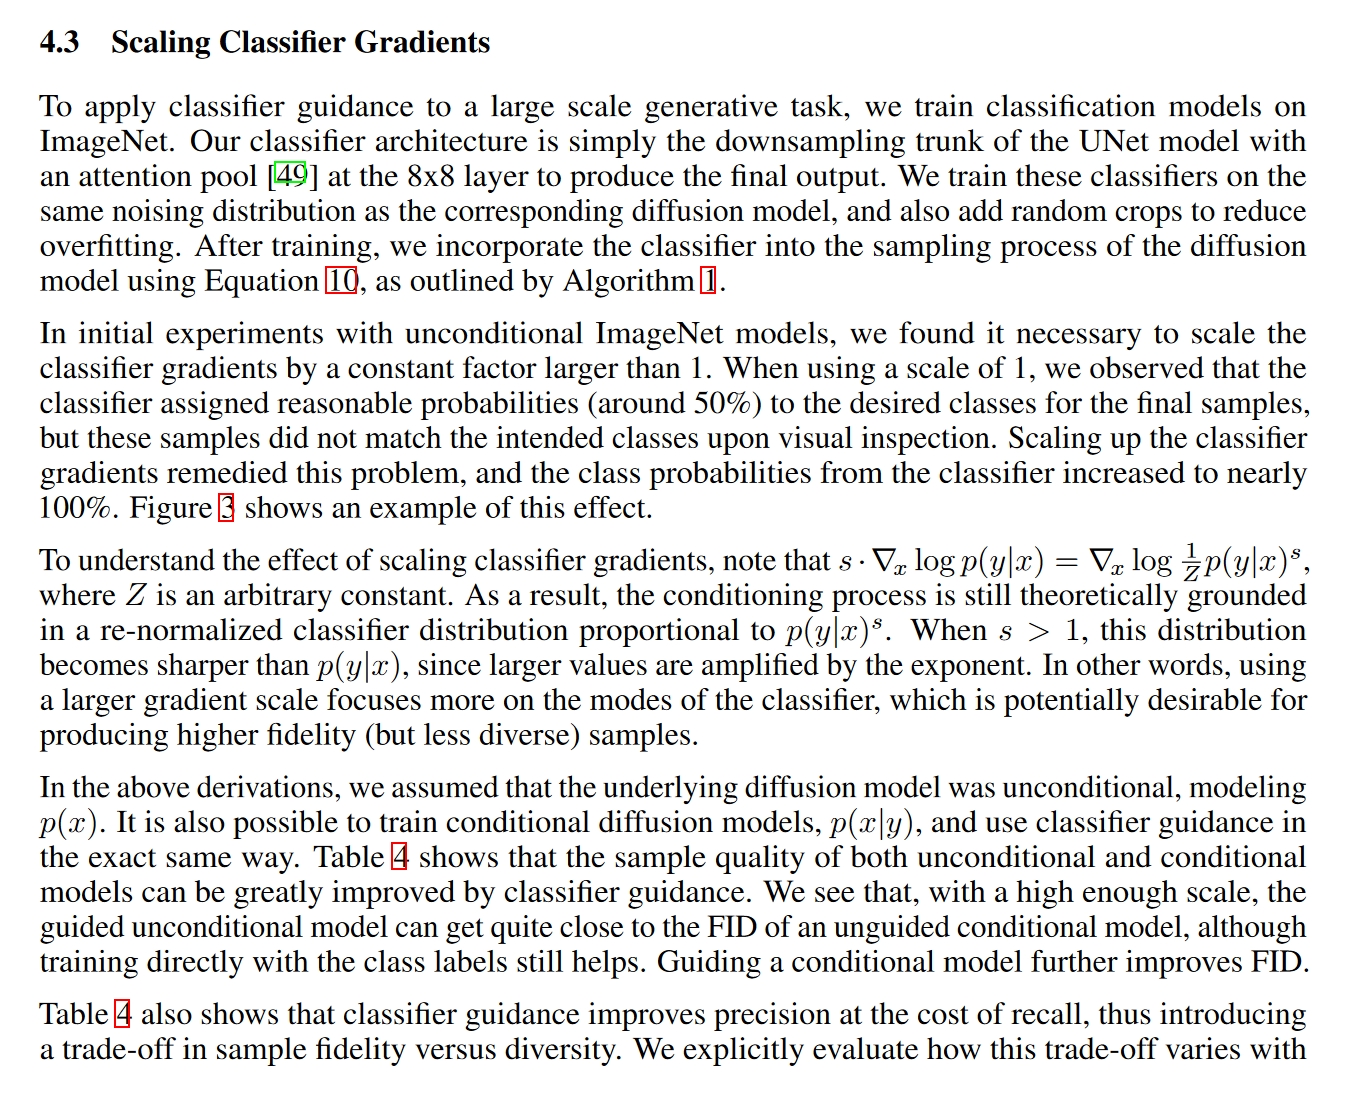 4.3 Scaling Classifier Gradients
To apply classifier guidance to a large scale generative task, we train classification models on
ImageNet. Our classifier architecture is simply the downsampling trunk of the UNet model with
an attention pool [49] at the 8x8 layer to produce the final output. We train these classifiers on the
same noising distribution as the corresponding diffusion model, and also add random crops to reduce
overfitting. After training, we incorporate the classifier into the sampling process of the diffusion
model using Equation 10, as outlined by Algorithm 1.
In initial experiments with unconditional ImageNet models, we found it necessary to scale the
classifier gradients by a constant factor larger than 1. When using a scale of 1, we observed that the
classifier assigned reasonable probabilities (around 50%) to the desired classes for the final samples,
but these samples did not match the intended classes upon visual inspection. Scaling up the classifier
gradients remedied this problem, and the class probabilities from the classifier increased to nearly
100%. Figure 3 shows an example of this effect.
To understand the effect of scaling classifier gradients, note that s · ∇ₓ log p(y|x) = ∇ₓ log 1/Z p(y|x)ˢ,
where Z is an arbitrary constant. As a result, the conditioning process is still theoretically grounded
in a re-normalized classifier distribution proportional to p(y|x)ˢ. When s > 1, this distribution
becomes sharper than p(y|x), since larger values are amplified by the exponent. In other words, using
a larger gradient scale focuses more on the modes of the classifier, which is potentially desirable for
producing higher fidelity (but less diverse) samples.
In the above derivations, we assumed that the underlying diffusion model was unconditional, modeling
p(x). It is also possible to train conditional diffusion models, p(x|y), and use classifier guidance in
the exact same way. Table 4 shows that the sample quality of both unconditional and conditional
models can be greatly improved by classifier guidance. We see that, with a high enough scale, the
guided unconditional model can get quite close to the FID of an unguided conditional model, although
training directly with the class labels still helps. Guiding a conditional model further improves FID.
Table 4 also shows that classifier guidance improves precision at the cost of recall, thus introducing
a trade-off in sample fidelity versus diversity. We explicitly evaluate how this trade-off varies with